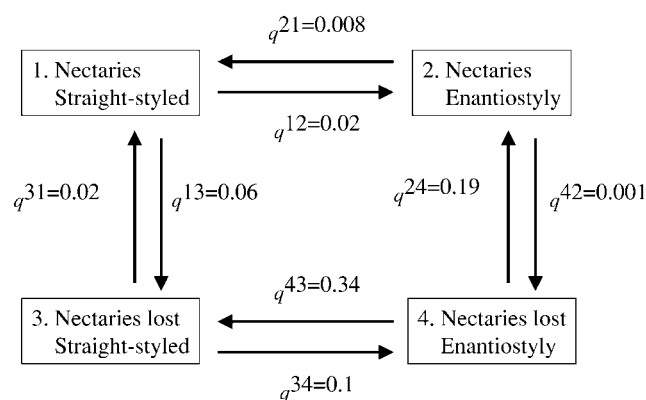 q21=0.008
1. Nectaries
Straight-styled
2. Nectaries
Enantiostyly
q12=0.02
q31=0.02
q13=0.06
q24=0.19
q42=0.001
q43=0.34
3. Nectaries lost
Straight-styled
4. Nectaries lost
Enantiostyly
q34=0.1